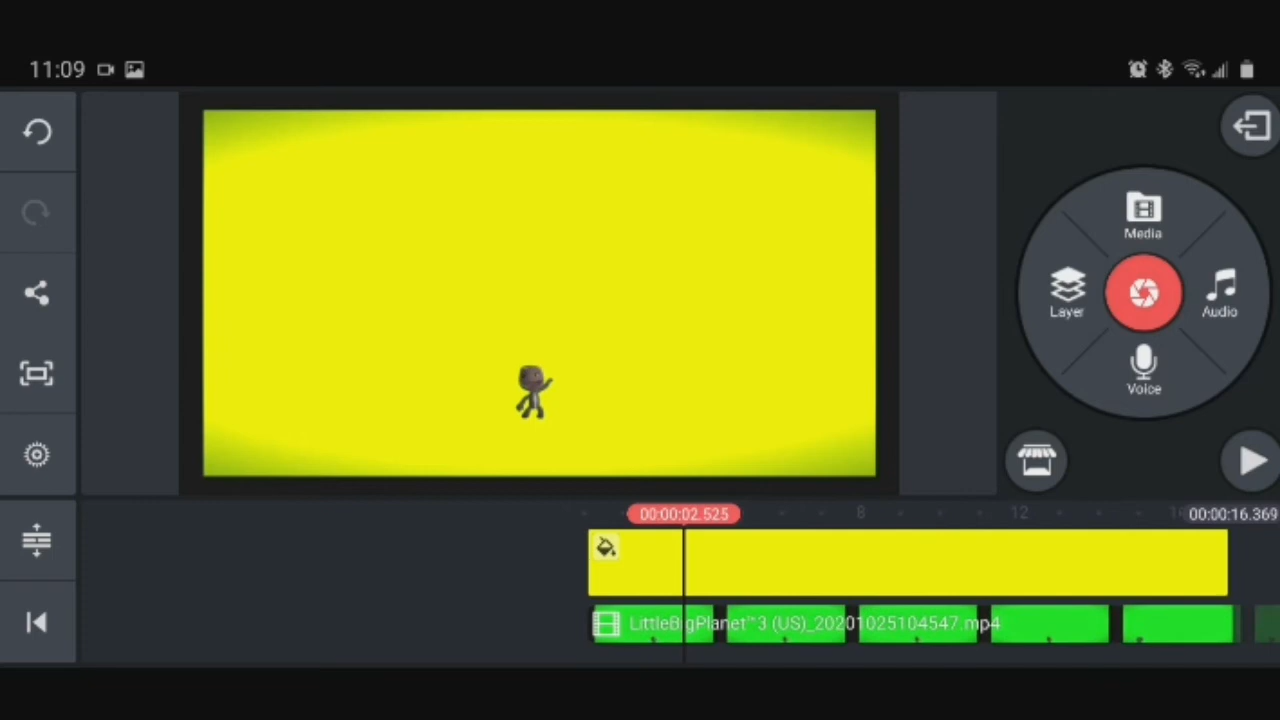 11:09
Media
Layer
Audio
Voice
00:00:02.525
8
12
00:00:16.369
LittleBigPlanet™3 (US)_20201025104547.mp4